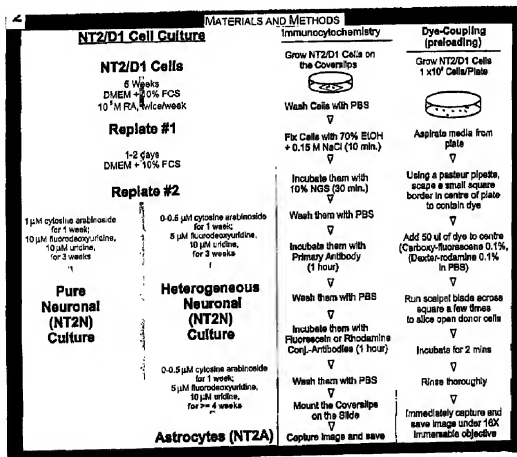 2
MATERIALS AND METHODS
NT2/D1 Cell Culture
NT2/D1 Cells
5 Weeks
DMEM + 10% FCS
M RA, twice/week
Replate #1
1-2 days
DMEM + 10% FCS
Replate #2
1 µM cytosine arabinoside
for 1 week;
10 µM fluorodeoxyuridine,
10 µM uridine,
for 3 weeks
0-0.5 µM cytosine arabinoside
for 1 week;
5 µM fluorodeoxyuridine,
10 µM uridine,
for 3 weeks
Pure
Neuronal
(NT2N)
Culture
Heterogeneous
Neuronal
(NT2N)
Culture
0-0.5 µM cytosine arabinoside
for 1 week;
5 µM fluorodeoxyuridine,
10 µM uridine,
for >= 4 weeks
Astrocytes (NT2A)
Immunocytochemistry
Grow NT2/D1 Cells on
the Coverslips
Wash Cells with PBS
Fix Cells with 70% EtOH
+ 0.15 M NaCl (10 min.)
Incubate them with
10% NGS (30 min.)
Wash them with PBS
Incubate them with
Primary Antibody
(1 hour)
Wash them with PBS
Incubate them with
Fluorescein or Rhodamine
Conj.-Antibodies (1 hour)
Wash them with PBS
Mount the Coverslips
on the Slide
Capture image and save
Dye-Coupling
(preloading)
Grow NT2/D1 Cells
Cells/Plate
Aspirate media from
plate
Using a pasteur pipette,
scape a small square
border in centre of plate
to contain dye
Add 50 ul of dye to centre
(Carboxy-fluorescene 0.1%,
(Dexter-rodamine 0.1%
in PBS)
Run scalpel blade across
square a few times
to slice open donor cells
Incubate for 2 mins
Rinse thoroughly
Immediately capture and
save image under 16X
immersable objective